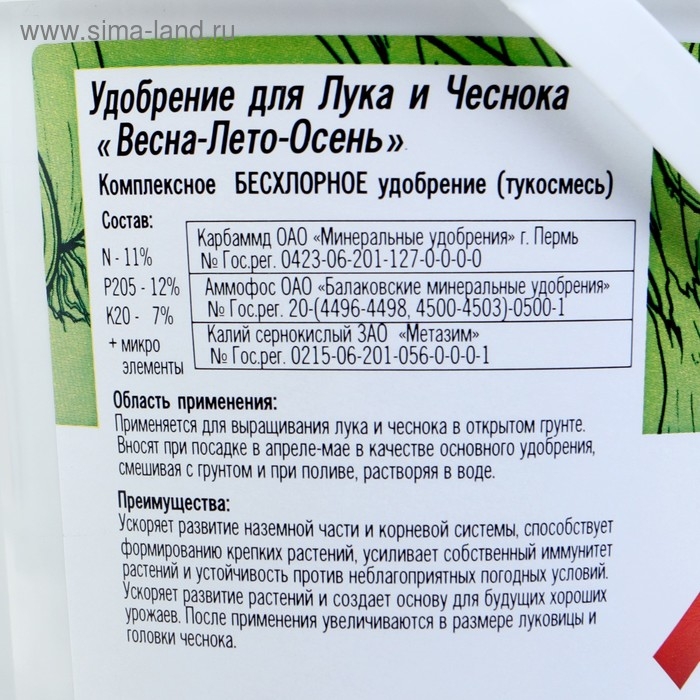 www.sima-land.ru
Удобрение для Лука и Чеснока
«Весна-Лето-Осень»
Комплексное БЕСХЛОРНОЕ удобрение (тукосмесь)
Состав:
N - 11%
P205 - 12%
K20 - 7%
+ микро
элементы
Карбаммд ОАО «Минеральные удобрения» г. Пермь
№ Гос.рег. 0423-06-201-127-0-0-0-0
Аммофос ОАО «Балаковские минеральные удобрения»
№ Гос.рег. 20-(4496-4498, 4500-4503)-0500-1
Калий сернокислый ЗАО «Метазим»
№ Гос.рег. 0215-06-201-056-0-0-0-1
Область применения:
Применяется для выращивания лука и чеснока в открытом грунте.
Вносят при посадке в апреле-мае в качестве основного удобрения,
смешивая с грунтом и при поливе, растворяя в воде.
Преимущества:
Ускоряет развитие наземной части и корневой системы, способствует
формированию крепких растений, усиливает собственный иммунитет
растений и устойчивость против неблагоприятных погодных условий.
Ускоряет развитие растений и создает основу для будущих хороших
урожаев. После применения увеличиваются в размере луковицы и
головки чеснока.